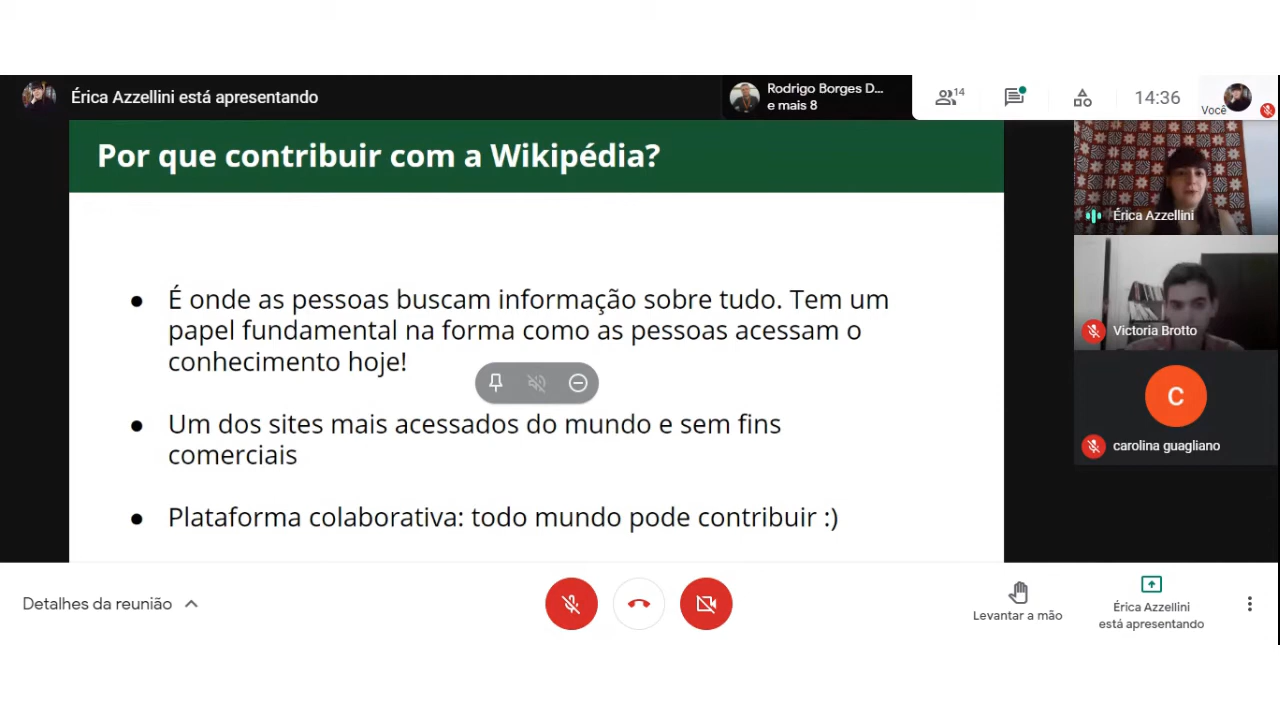 Érica Azzellini está apresentando
Rodrigo Borges D...
e mais 8
14
14:36
Você
Por que contribuir com a Wikipédia?
● É onde as pessoas buscam informação sobre tudo. Tem um
papel fundamental na forma como as pessoas acessam o
conhecimento hoje!
● Um dos sites mais acessados do mundo e sem fins
comerciais
● Plataforma colaborativa: todo mundo pode contribuir :)
Érica Azzellini
Victoria Brotto
C
carolina guagliano
Detalhes da reunião
Levantar a mão
Érica Azzellini
está apresentando